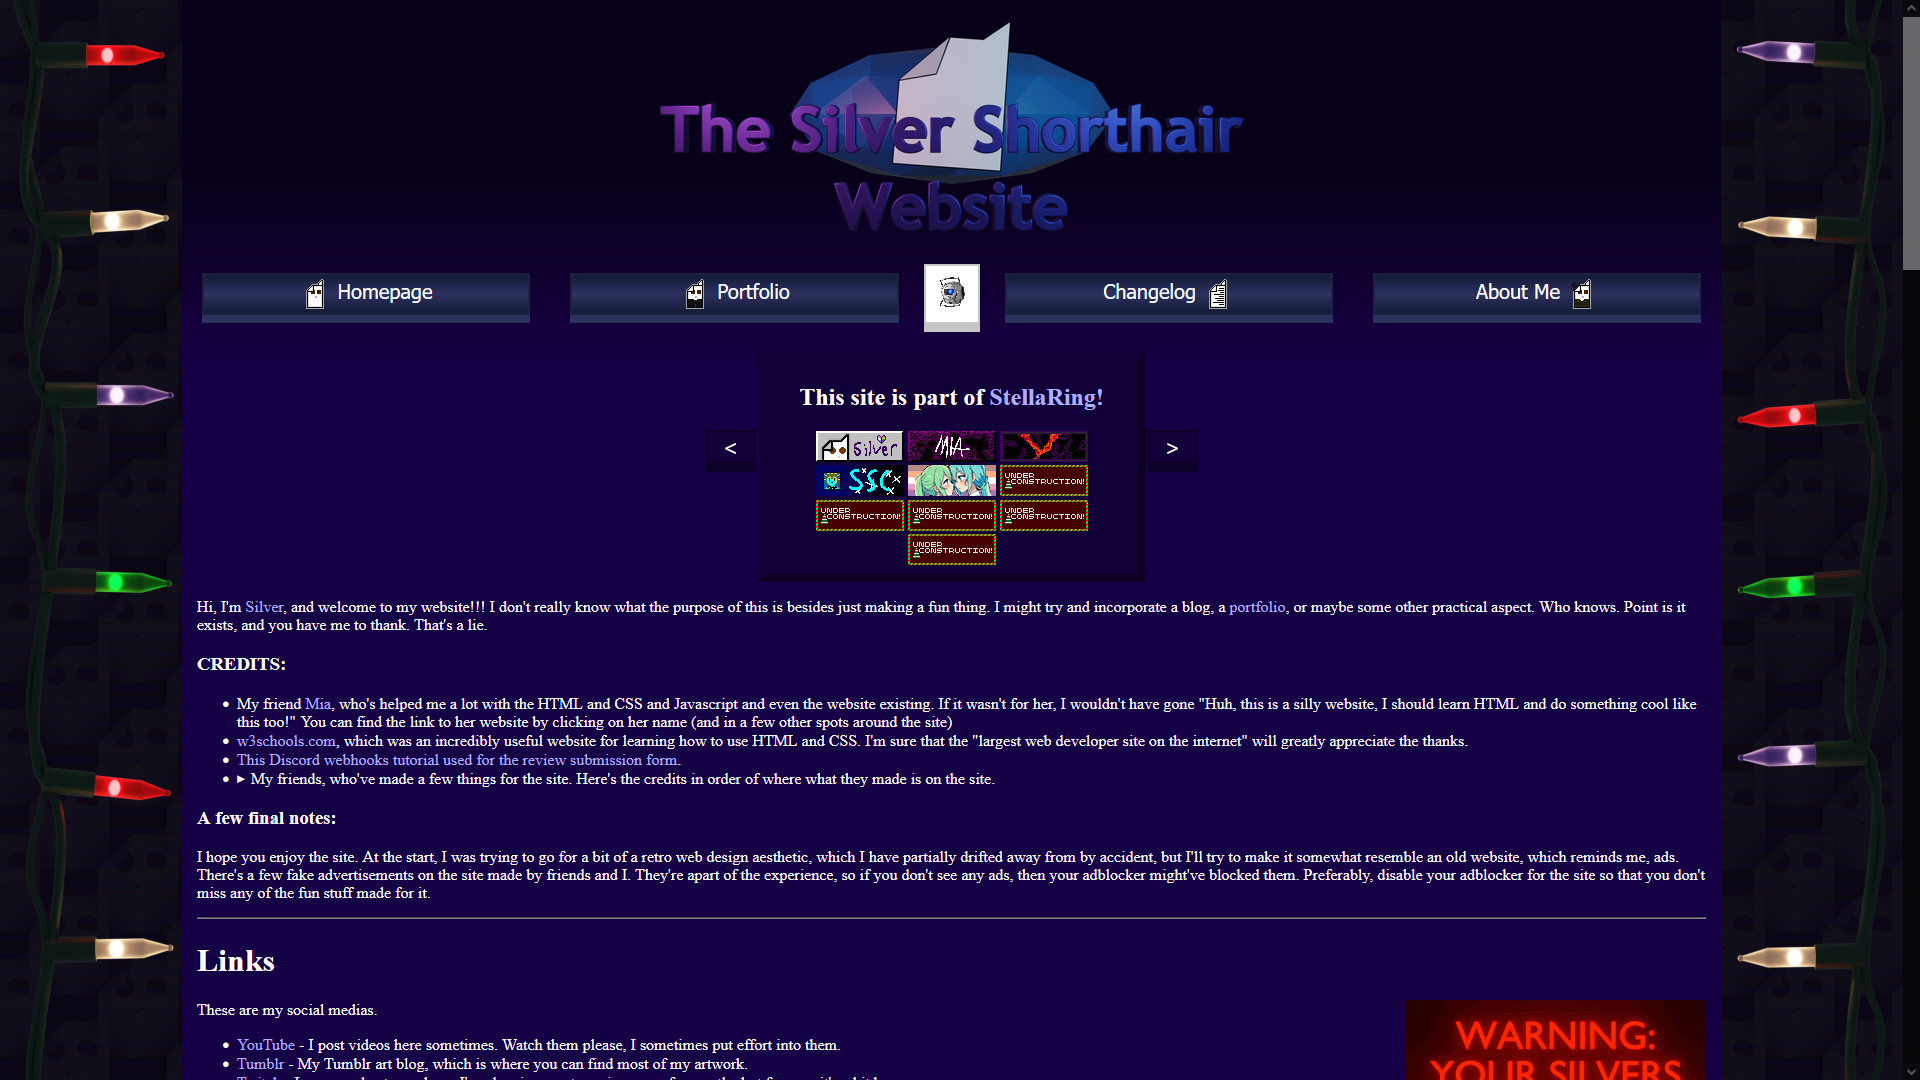 The Silver Shorthair
Website
Homepage
Portfolio
Changelog
About Me
This site is part of StellaRing!
<
>
Silver
MIA
SSC
UNDER
CONSTRUCTION!
UNDER
CONSTRUCTION!
UNDER
CONSTRUCTION!
UNDER
CONSTRUCTION!
UNDER
CONSTRUCTION!
Hi, I'm Silver, and welcome to my website!!! I don't really know what the purpose of this is besides just making a fun thing. I might try and incorporate a blog, a portfolio, or maybe some other practical aspect. Who knows. Point is it
exists, and you have me to thank. That's a lie.
CREDITS:
My friend Mia, who's helped me a lot with the HTML and CSS and Javascript and even the website existing. If it wasn't for her, I wouldn't have gone "Huh, this is a silly website, I should learn HTML and do something cool like
this too!" You can find the link to her website by clicking on her name (and in a few other spots around the site)
w3schools.com, which was an incredibly useful website for learning how to use HTML and CSS. I'm sure that the "largest web developer site on the internet" will greatly appreciate the thanks.
This Discord webhooks tutorial used for the review submission form.
My friends, who've made a few things for the site. Here's the credits in order of where what they made is on the site.
A few final notes:
I hope you enjoy the site. At the start, I was trying to go for a bit of a retro web design aesthetic, which I have partially drifted away from by accident, but I'll try to make it somewhat resemble an old website, which reminds me, ads.
There's a few fake advertisements on the site made by friends and I. They're apart of the experience, so if you don't see any ads, then your adblocker might've blocked them. Preferably, disable your adblocker for the site so that you don't
miss any of the fun stuff made for it.
Links
These are my social medias.
YouTube - I post videos here sometimes. Watch them please, I sometimes put effort into them.
Tumblr - My Tumblr art blog, which is where you can find most of my artwork.
WARNING:
YOUR SILVERS